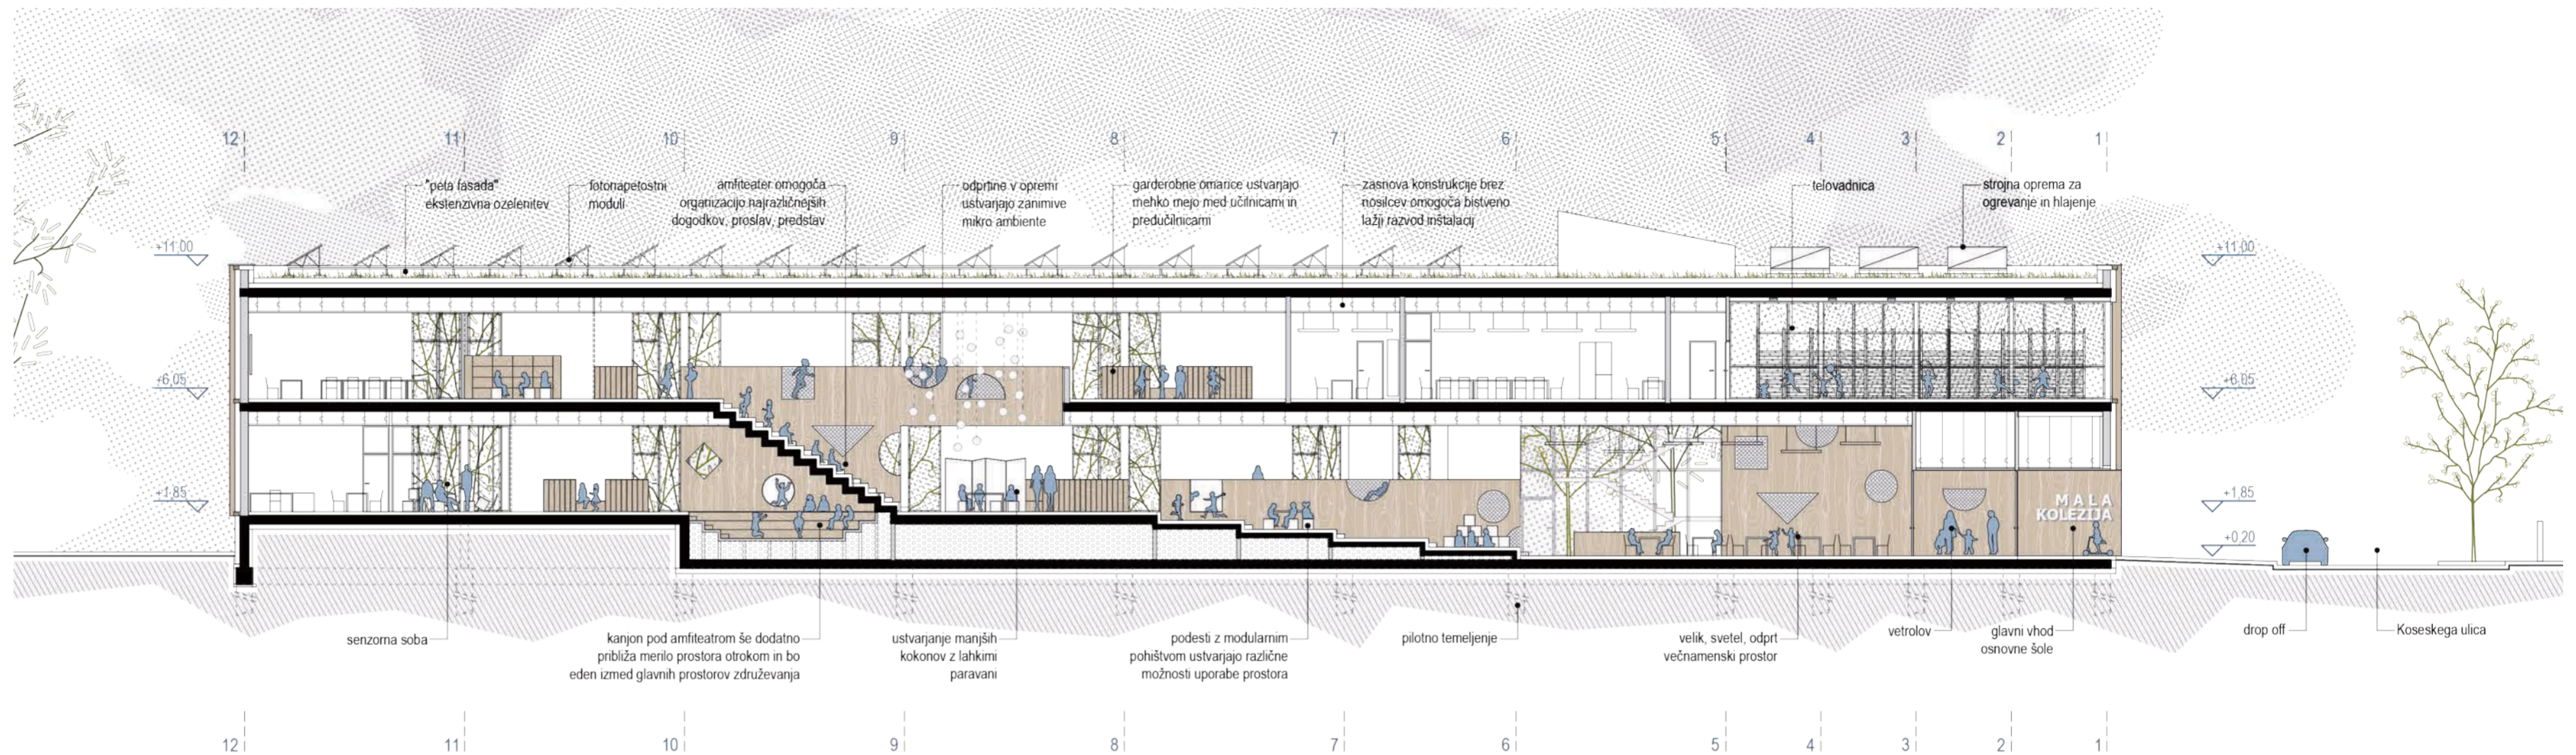 12 11 10 9 8 7 6 5 4 3 2 1
"peta fasada"
ekstenzivna ozelenitev
fotonapetostni
moduli
amfiteater omogoča
organizacijo najrazličnejših
dogodkov, proslav, predstav
odprtine v opremi
ustvarjajo zanimive
mikro ambiente
garderobne omarice ustvarjajo
mehko mejo med učilnicami in
predučilnicami
zasnova konstrukcije brez
nosilcev omogoča bistveno
lažji razvod inštalacij
telovadnica
strojna oprema za
ogrevanje in hlajenje
+11,00
+11,00
+6,05
+6,05
+1,85
+1,85
+0,20
MALA
KOLEZIJA
senzorna soba
kanjon pod amfiteatrom še dodatno
približa merilo prostora otrokom in bo
eden izmed glavnih prostorov združevanja
ustvarjanje manjših
kokonov z lahkimi
paravani
podesti z modularnim
pohištvom ustvarjajo različne
možnosti uporabe prostora
pilotno temeljenje
velik, svetel, odprt
večnamenski prostor
vetrolov
glavni vhod
osnovne šole
drop off
Koseskega ulica
12 11 10 9 8 7 6 5 4 3 2 1